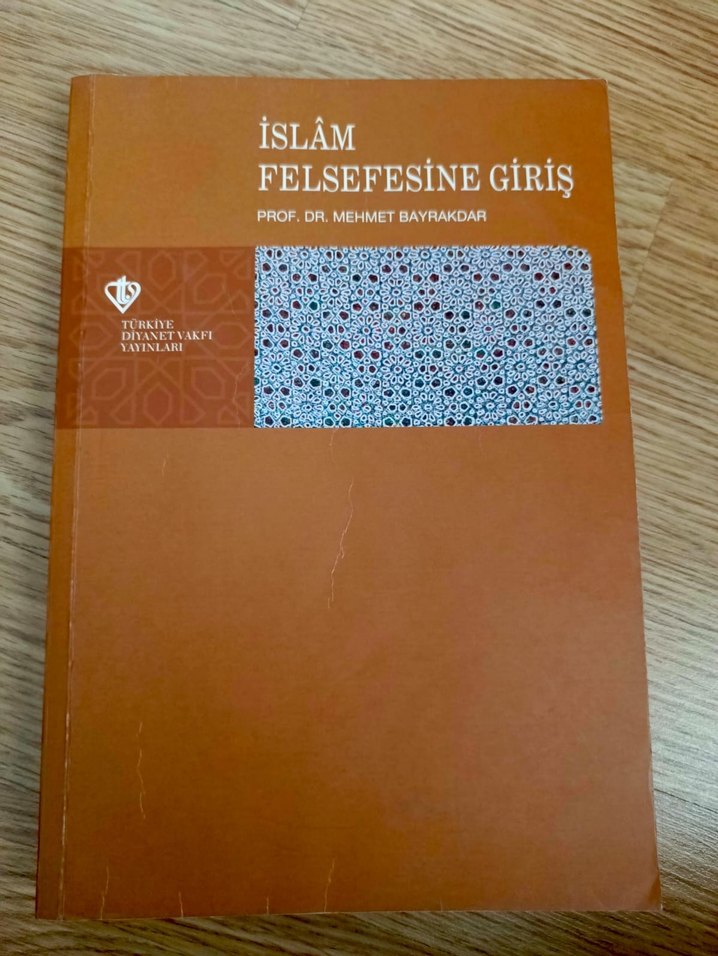 İSLÂM
FELSEFESİNE GİRİŞ
PROF. DR. MEHMET BAYRAKDAR
TÜRKİYE
DİYANET VAKFI
YAYINLARI